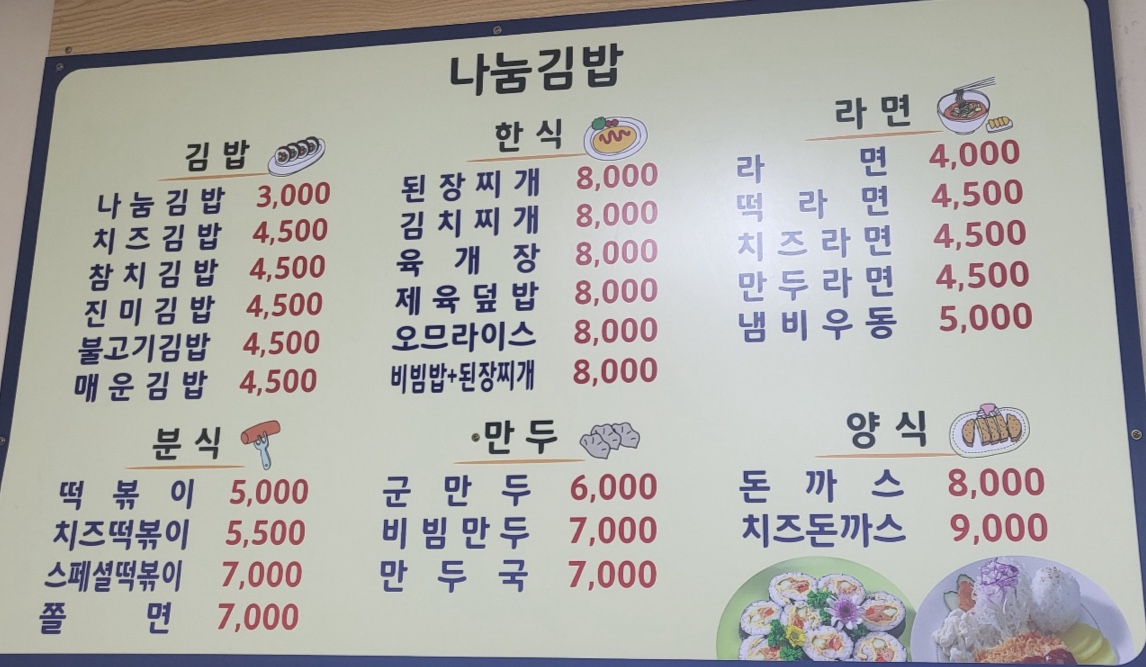 나눔김밥
김밥
나눔김밥 3,000
치즈김밥 4,500
참치김밥 4,500
진미김밥 4,500
불고기김밥 4,500
매운김밥 4,500
한식
된장찌개 8,000
김치찌개 8,000
육개장 8,000
제육덮밥 8,000
오므라이스 8,000
비빔밥+된장찌개 8,000
라면
라면 4,000
떡라면 4,500
치즈라면 4,500
만두라면 4,500
냄비우동 5,000
분식
떡볶이 5,000
치즈떡볶이 5,500
스페셜떡볶이 7,000
쫄면 7,000
만두
군만두 6,000
비빔만두 7,000
만두국 7,000
양식
돈까스 8,000
치즈돈까스 9,000